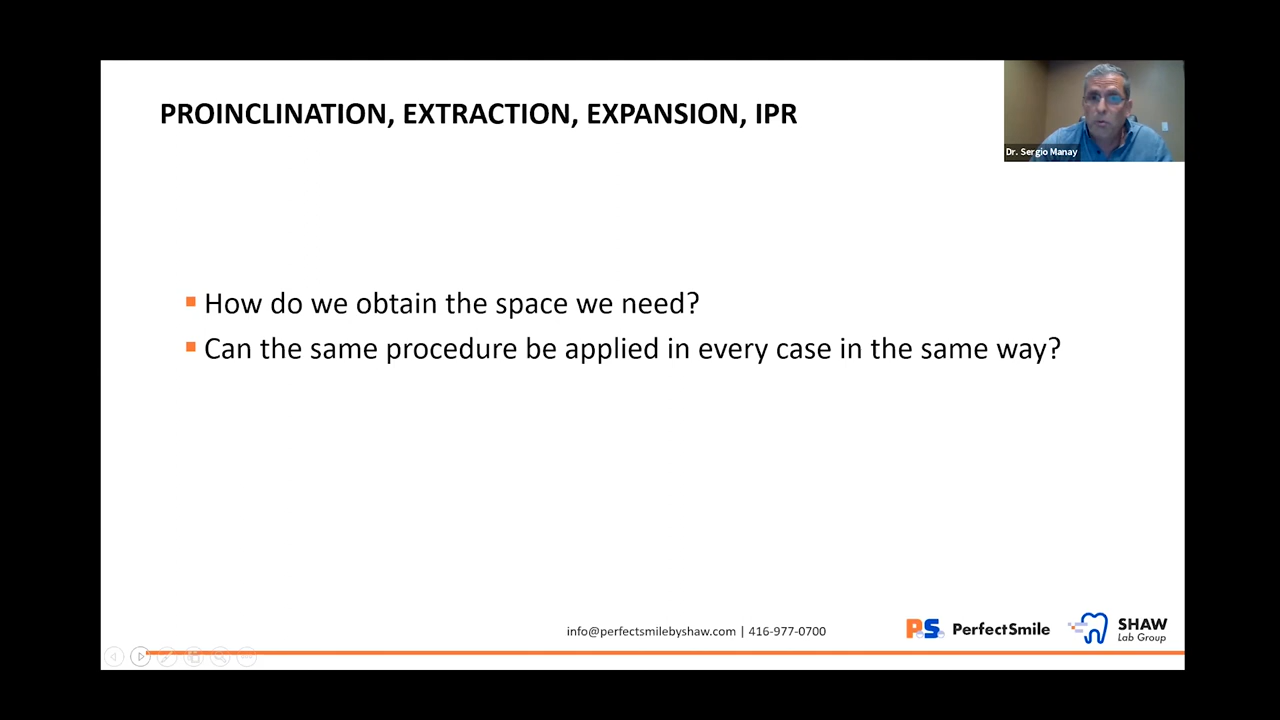 PROINCLINATION, EXTRACTION, EXPANSION, IPR
Dr. Sergio Manay
How do we obtain the space we need?
Can the same procedure be applied in every case in the same way?
info@perfectsmilebyshaw.com | 416-977-0700
PS PerfectSmile
SHAW
Lab Group